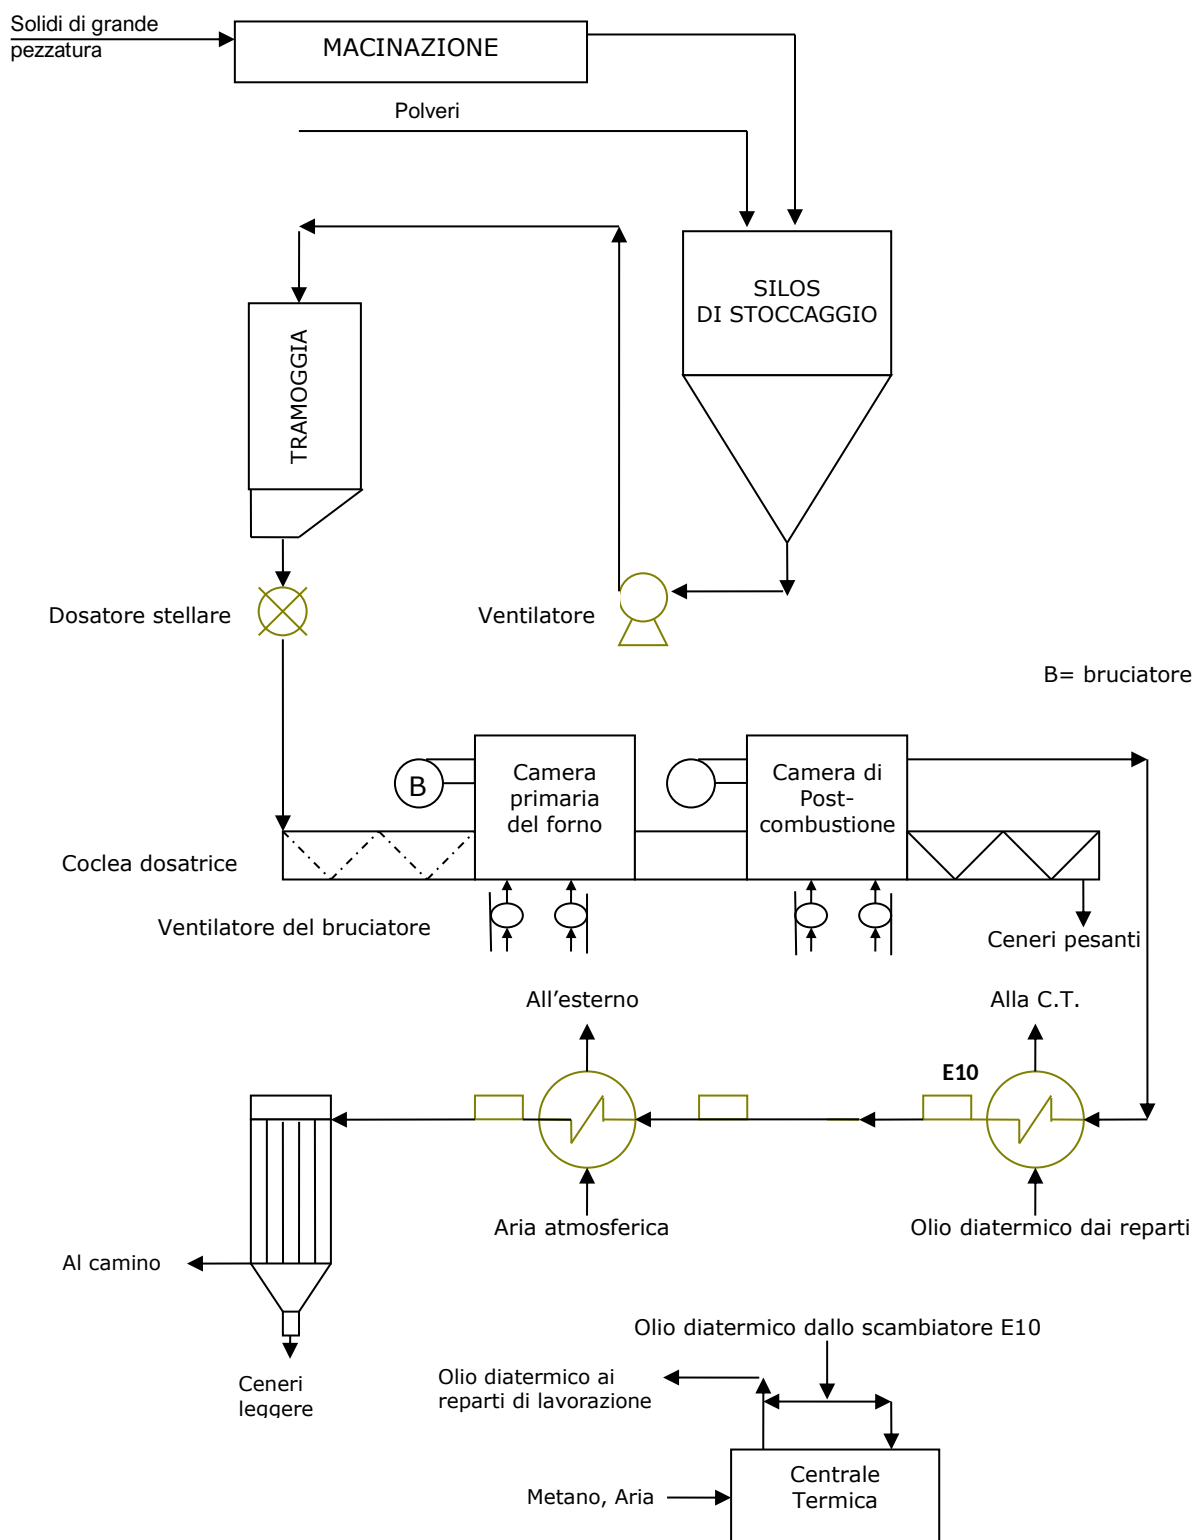 Solidi di grande
pezzatura
MACINAZIONE
Polveri
SILOS
DI STOCCAGGIO
TRAMOGGIA
Dosatore stellare
Ventilatore
B= bruciatore
Camera
primaria
del forno
B
Camera di
Post-
combustione
Coclea dosatrice
Ventilatore del bruciatore
Ceneri pesanti
All’esterno
Alla C.T.
E10
Aria atmosferica
Olio diatermico dai reparti
Al camino
Ceneri
leggere
Olio diatermico dallo scambiatore E10
Olio diatermico ai
reparti di lavorazione
Centrale
Termica
Metano, Aria